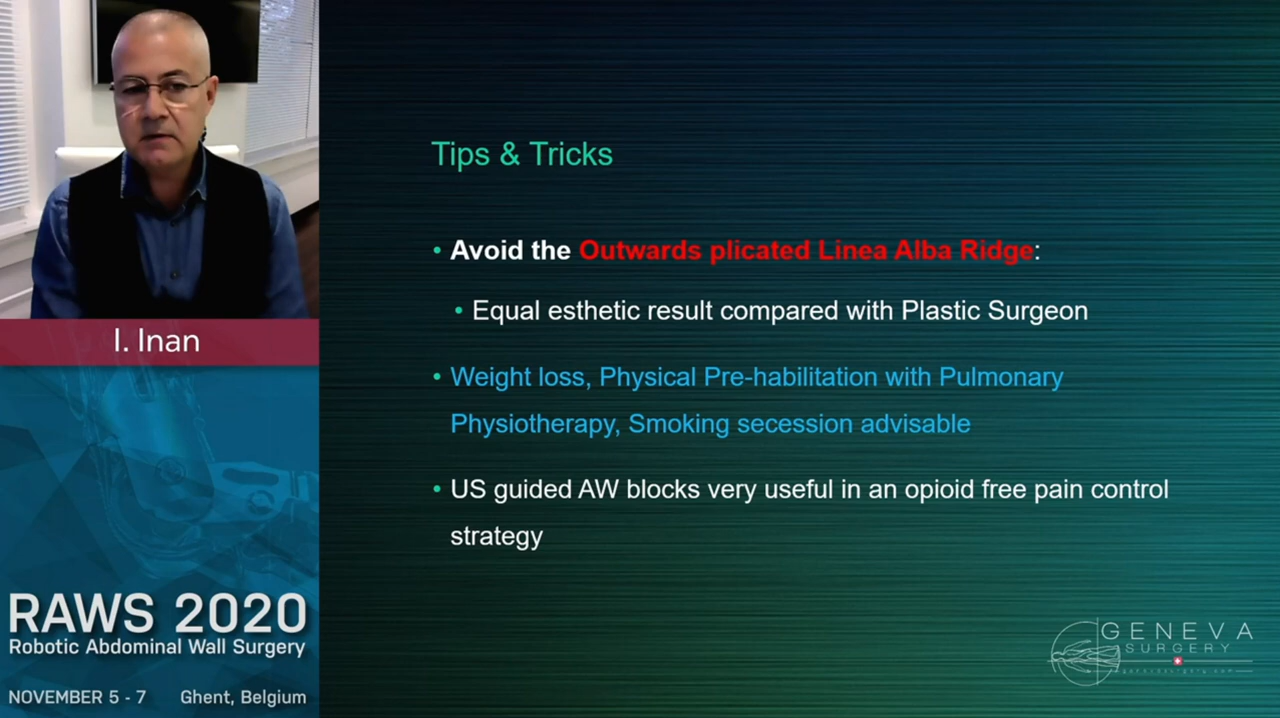 I. Inan
RAWS 2020
Robotic Abdominal Wall Surgery
NOVEMBER 5 - 7 Ghent, Belgium
Tips & Tricks
• Avoid the Outwards plicated Linea Alba Ridge:
• Equal esthetic result compared with Plastic Surgeon
• Weight loss, Physical Pre-habilitation with Pulmonary
Physiotherapy, Smoking secession advisable
• US guided AW blocks very useful in an opioid free pain control
strategy
GENEVA
SURGERY